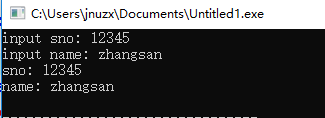 C:\Users\jnuzx\Documents\Untitled1.exe
input sno: 12345
input name: zhangsan
sno: 12345
name: zhangsan
--------------------------------